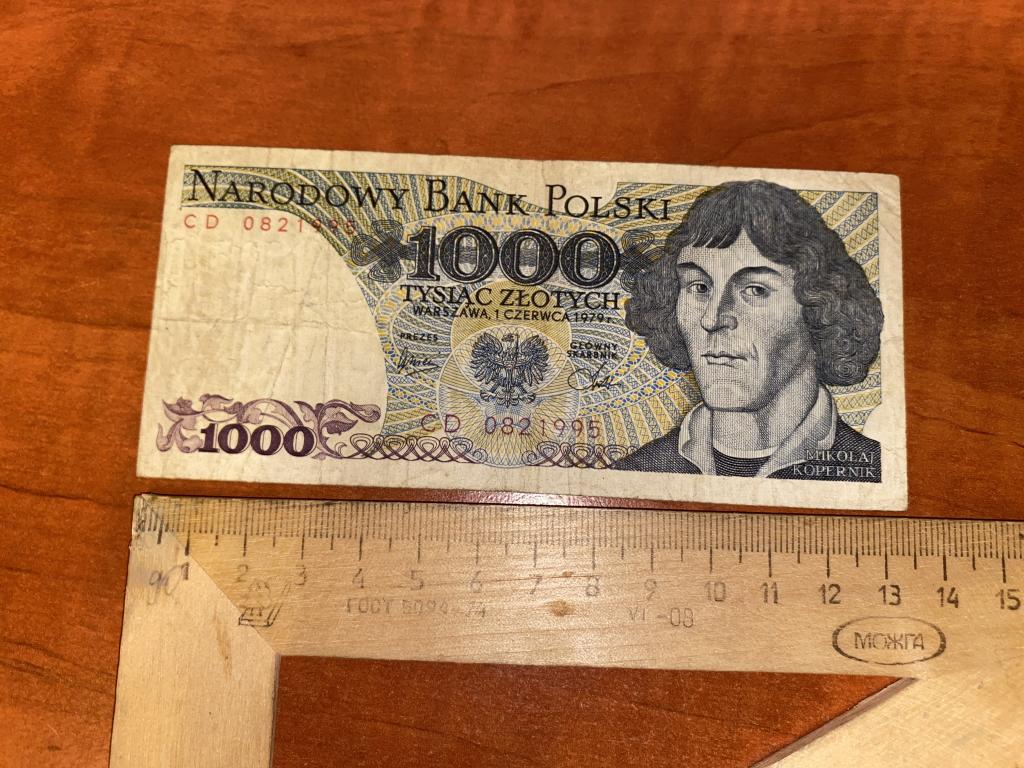 NARODOWY BANK POLSKI
CD 0821995
1000
TYSIĄC ZŁOTYCH
WARSZAWA, 1 CZERWCA 1979 r.
PREZES
GŁÓWNY
SKARBNIK
CD 0821995
1000
MIKOŁAJ
KOPERNIK
1 2 3 4 5 6 7 8 9 10 11 12 13 14 15
90
ГОСТ 5094-74
МОЖГА